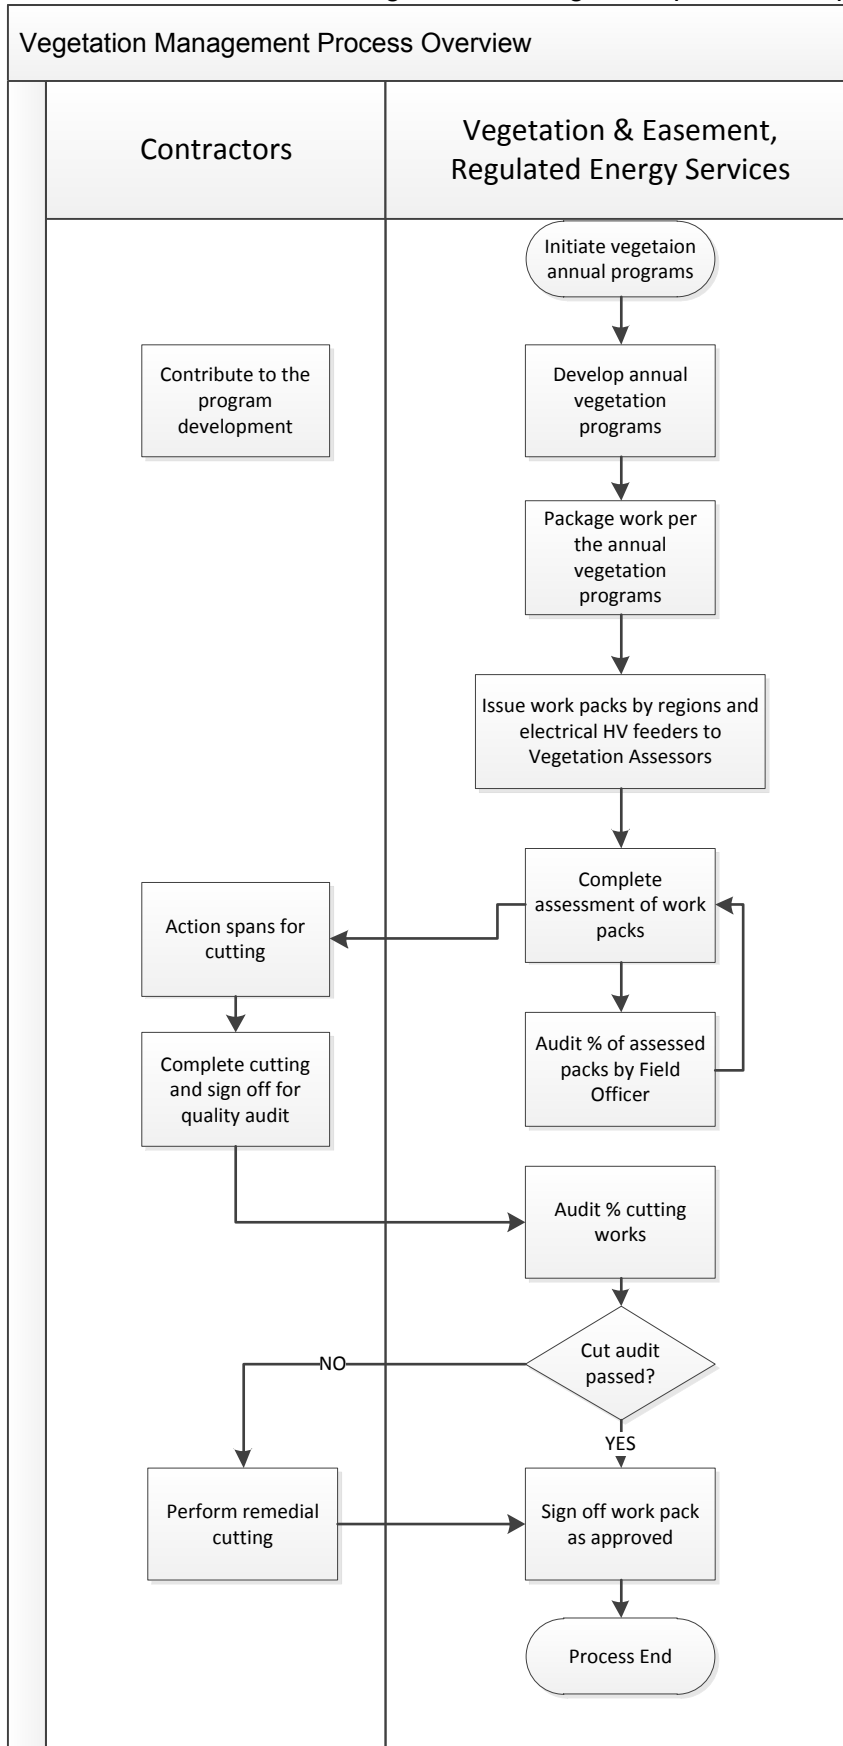 Vegetation Management Process Overview
Contractors
Vegetation & Easement,
Regulated Energy Services
Initiate vegetaion
annual programs
Contribute to the
program
development
Develop annual
vegetation
programs
Package work per
the annual
vegetation
programs
Issue work packs by regions and
electrical HV feeders to
Vegetation Assessors
Complete
assessment of work
packs
Action spans for
cutting
Audit % of assessed
packs by Field
Officer
Complete cutting
and sign off for
quality audit
Audit % cutting
works
Cut audit
passed?
NO
YES
Perform remedial
cutting
Sign off work pack
as approved
Process End